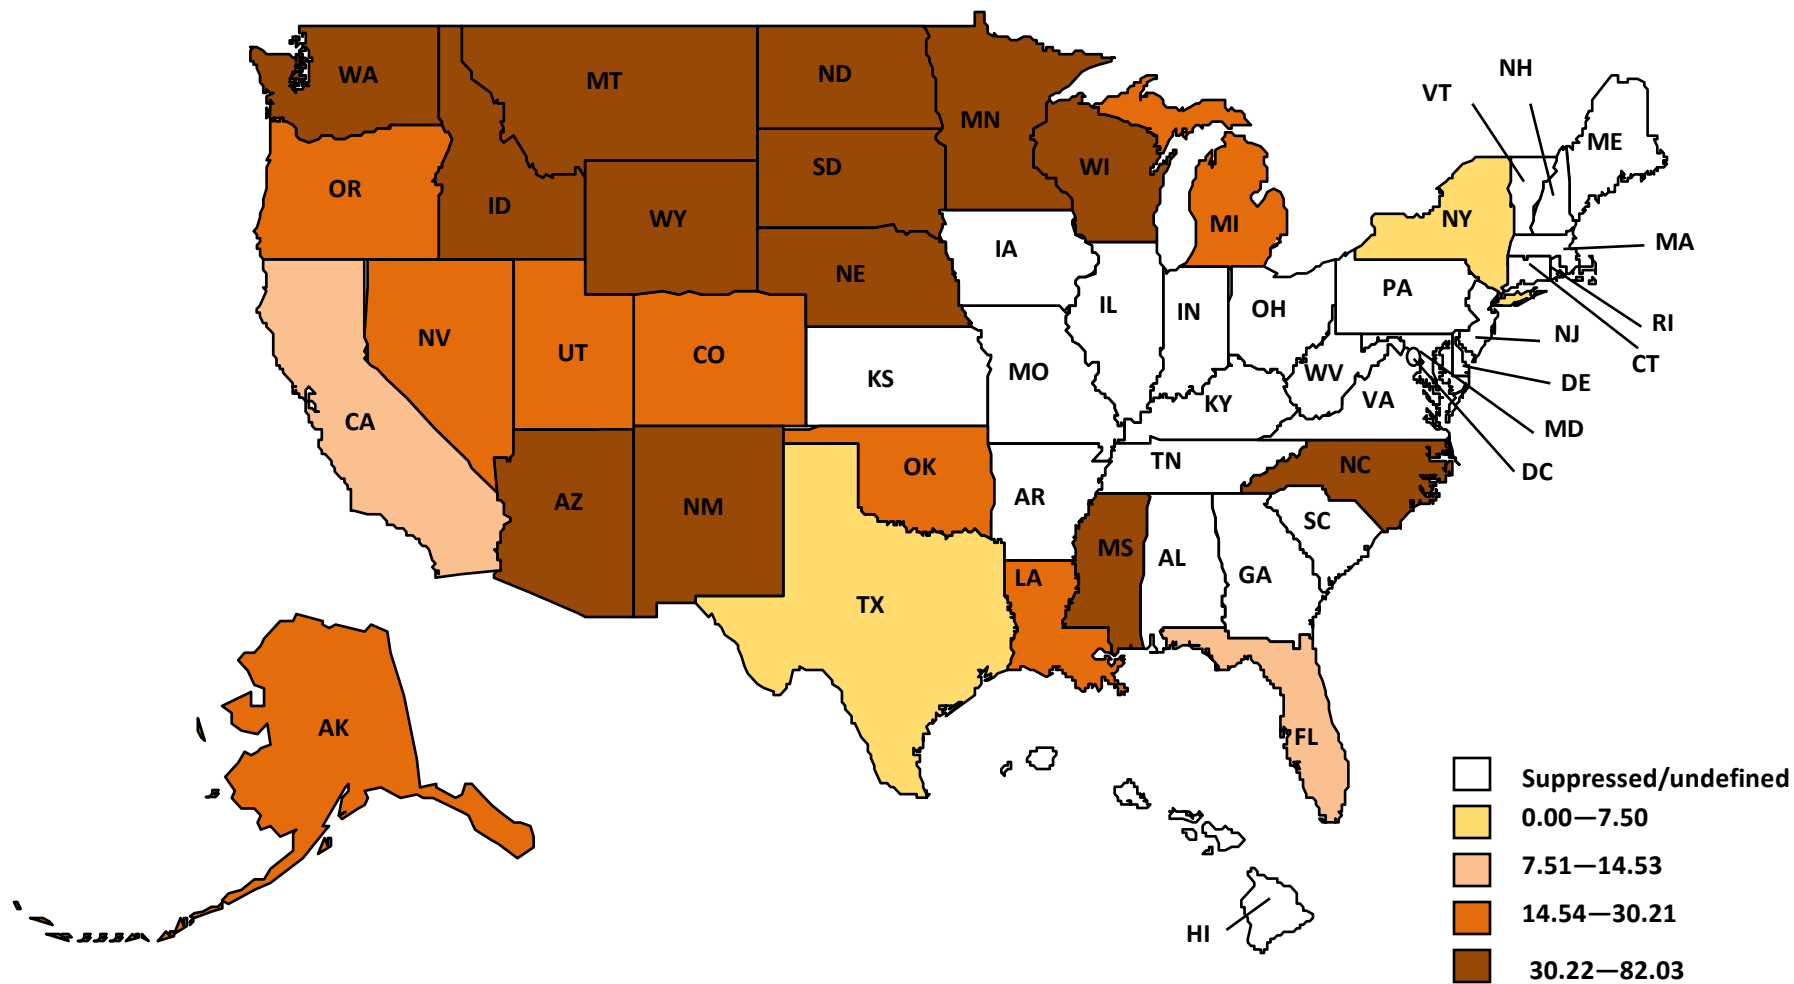 NH
WA
MT
ND
VT
MN
ME
WI
SD
OR
ID
WY
MI
NY
MA
IA
NE
PA
IL
IN
OH
RI
NV
UT
CO
NJ
CT
KS
MO
WV
DE
CA
KY
VA
MD
OK
TN
NC
DC
AZ
NM
AR
SC
MS
AL
GA
LA
TX
AK
FL
HI
Suppressed/undefined
0.00—7.50
7.51—14.53
14.54—30.21
30.22—82.03